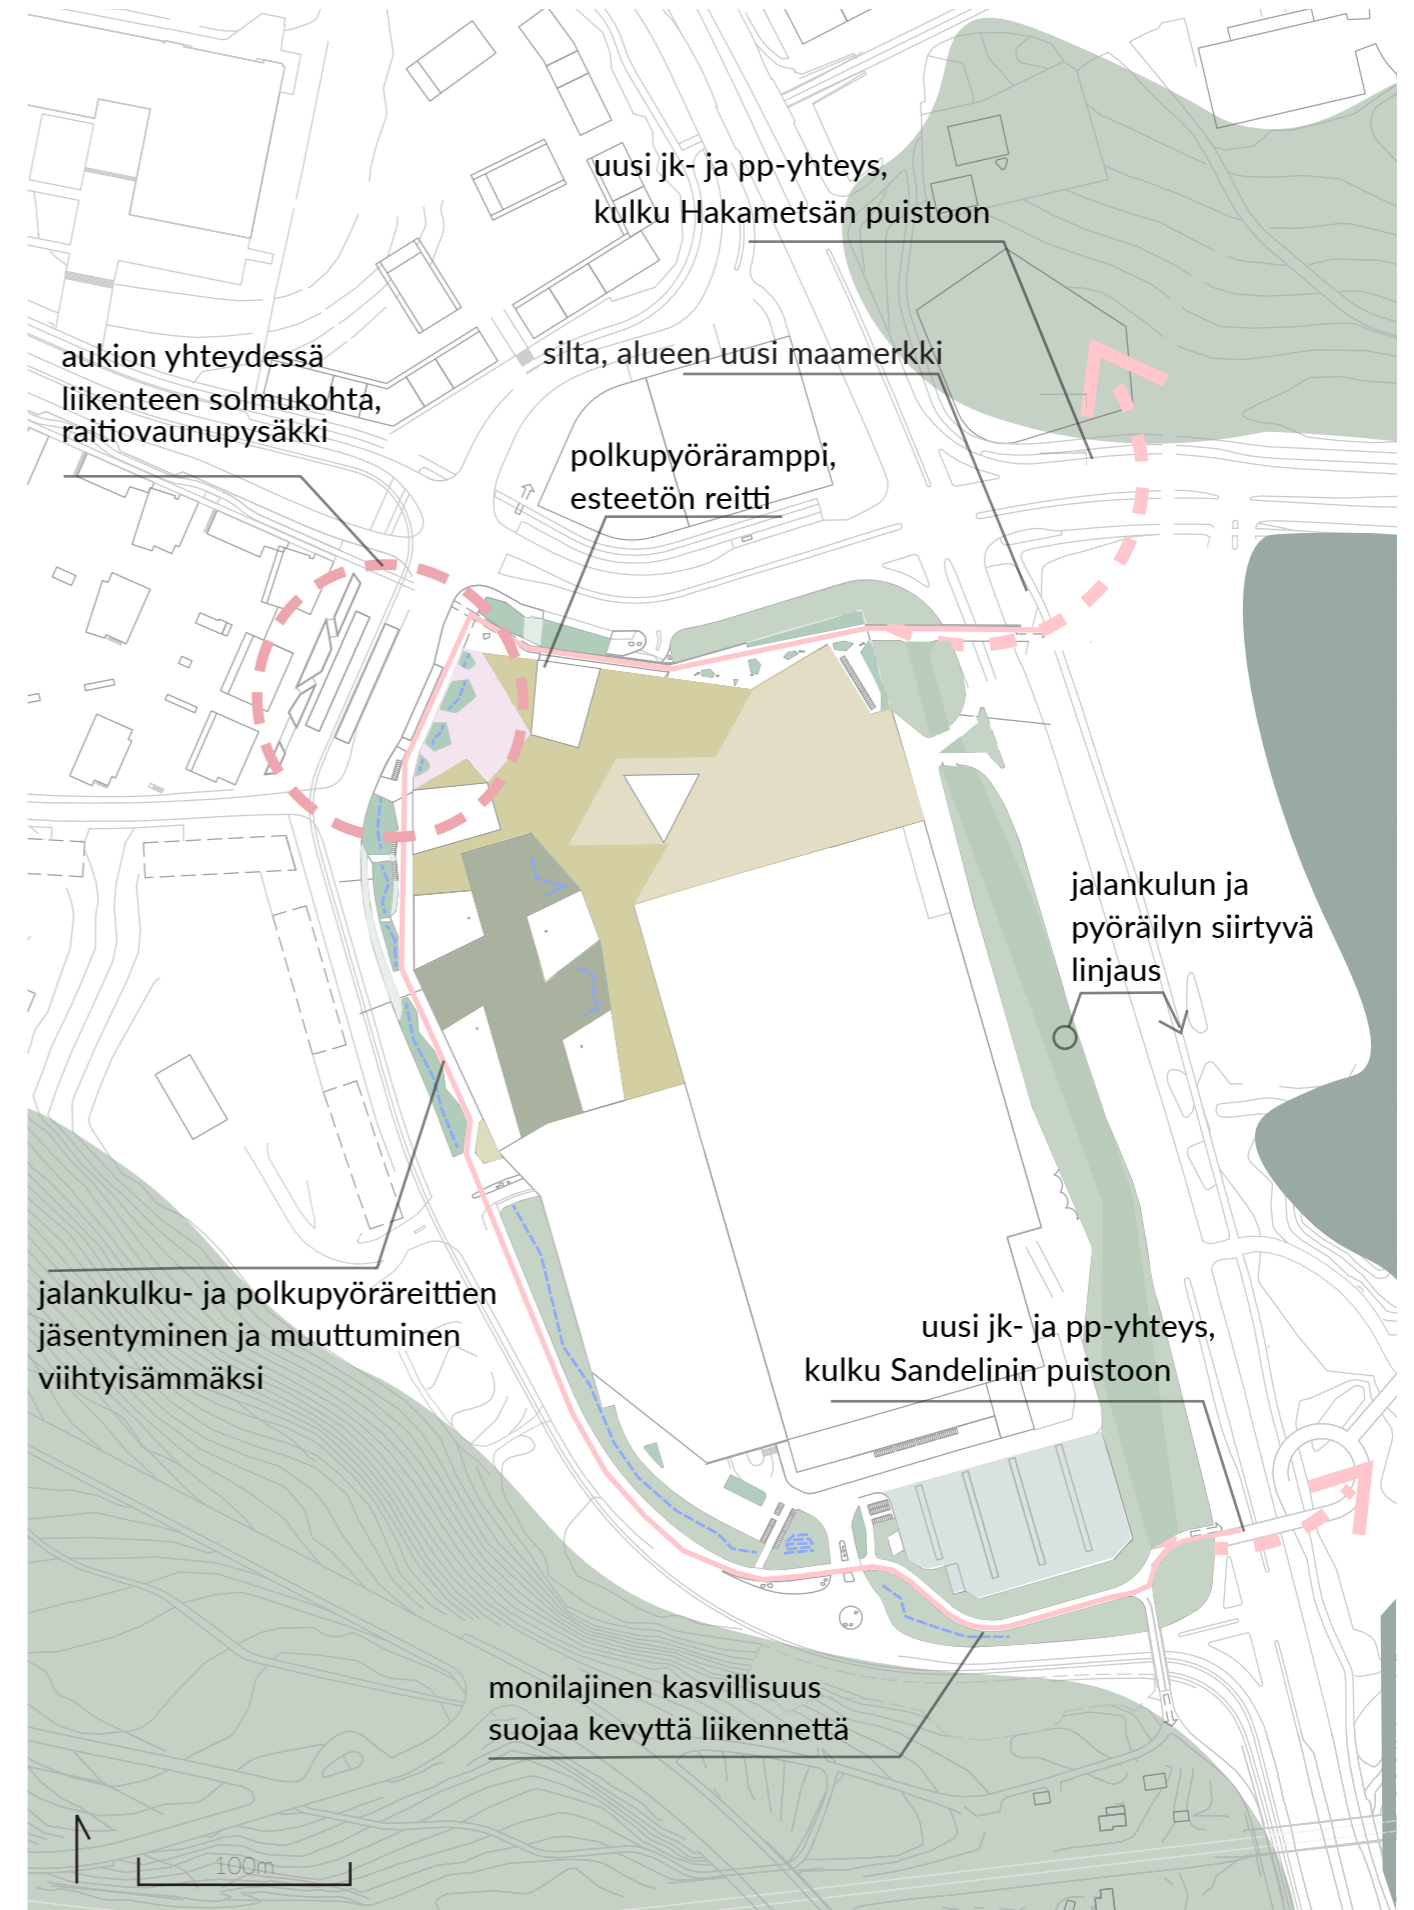 uusi jk- ja pp-yhteys,
kulku Hakametsän puistoon
aukion yhteydessä
liikenteen solmukohta,
raitiovaunupysäkki
silta, alueen uusi maamerkki
polkupyöräramppi,
esteetön reitti
jalankulun ja
pyöräilyn siirtyvä
linjaus
jalankulku- ja polkupyöräreittien
jäsentyminen ja muuttuminen
viihtyisämmäksi
uusi jk- ja pp-yhteys,
kulku Sandelinin puistoon
monilajinen kasvillisuus
suojaa kevyttä liikennettä
100m